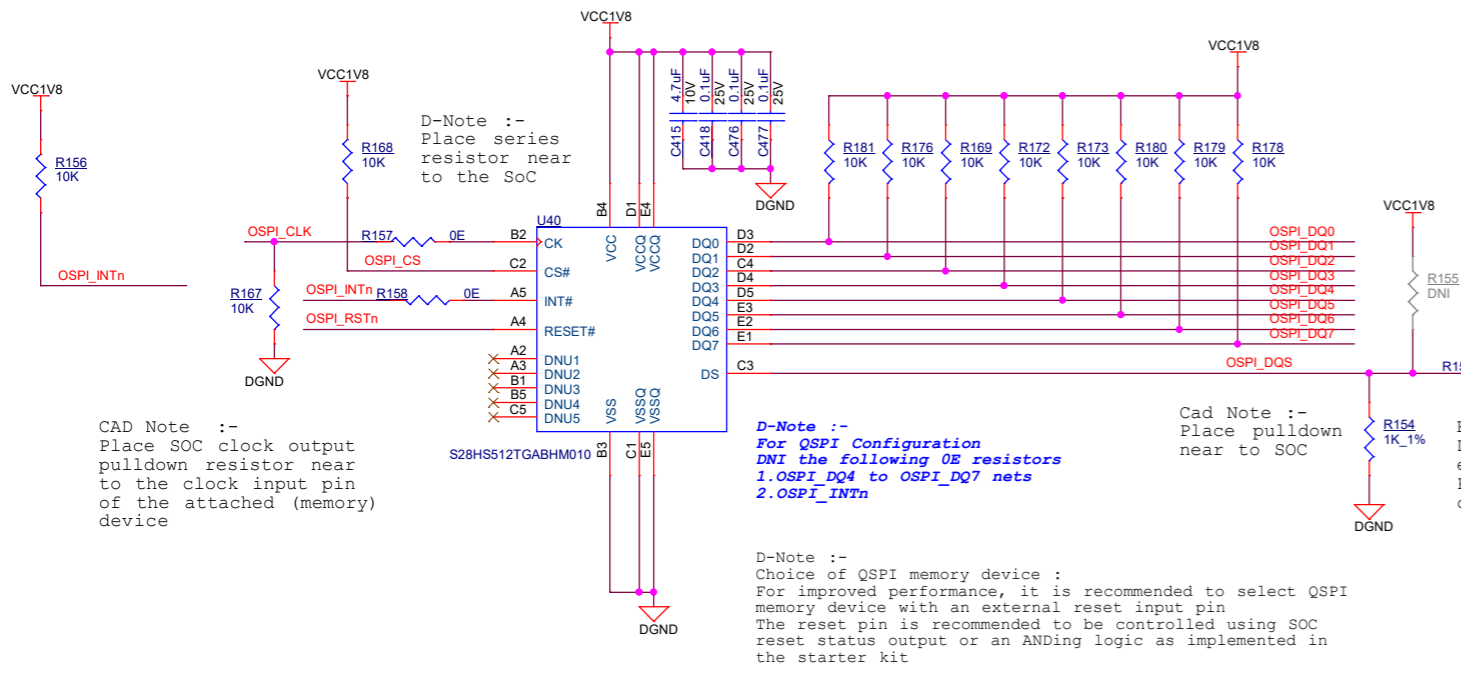 VCC1V8
VCC1V8
VCC1V8
VCC1V8
VCC1V8
R156
10K
R168
10K
D-Note :-
Place series
resistor near
to the SoC
4.7uF
10V
0.1uF
25V
0.1uF
25V
0.1uF
25V
C415
C418
C476
C477
DGND
R181
10K
R176
10K
R169
10K
R172
10K
R173
10K
R180
10K
R179
10K
R178
10K
B4
D1
E4
U40
OSPI_CLK
R157
0E
B2
CK
OSPI_CS
C2
CS#
OSPI_INTn
OSPI_INTn
R158
0E
A5
INT#
R167
10K
OSPI_RSTn
A4
RESET#
DGND
A2
DNU1
A3
DNU2
B1
DNU3
B5
DNU4
C5
DNU5
VCC
VCCQ
VCCQ
VSS
VSSQ
VSSQ
DQ0
D3
OSPI_DQ0
DQ1
D2
OSPI_DQ1
DQ2
C4
OSPI_DQ2
DQ3
D4
OSPI_DQ3
DQ4
D5
OSPI_DQ4
DQ5
E3
OSPI_DQ5
DQ6
E2
OSPI_DQ6
DQ7
E1
OSPI_DQ7
DS
C3
OSPI_DQS
R155
DNI
R154
1K_1%
DGND
B3
C1
E5
S28HS512TGABHM010
DGND
CAD Note :-
Place SOC clock output
pulldown resistor near
to the clock input pin
of the attached (memory)
device
D-Note :-
For QSPI Configuration
DNI the following 0E resistors
1.OSPI_DQ4 to OSPI_DQ7 nets
2.OSPI_INTn
Cad Note :-
Place pulldown
near to SOC
D-Note :-
Choice of QSPI memory device :
For improved performance, it is recommended to select QSPI
memory device with an external reset input pin
The reset pin is recommended to be controlled using SOC
reset status output or an ANDing logic as implemented in
the starter kit